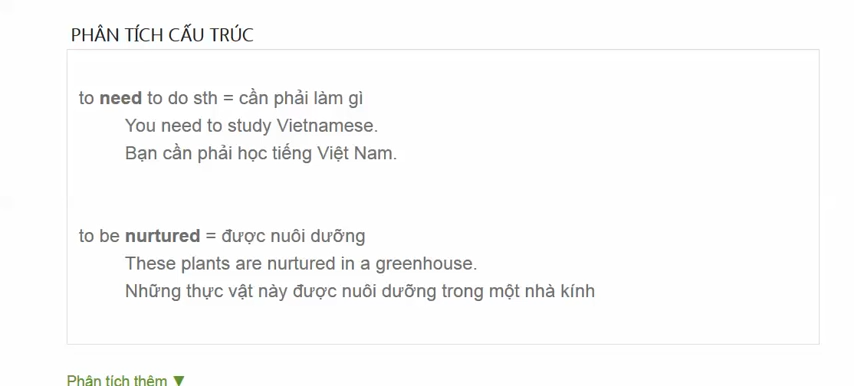 PHÂN TÍCH CẤU TRÚC
to need to do sth = cần phải làm gì
You need to study Vietnamese.
Bạn cần phải học tiếng Việt Nam.
to be nurtured = được nuôi dưỡng
These plants are nurtured in a greenhouse.
Những thực vật này được nuôi dưỡng trong một nhà kính
Phân tích thêm ▼